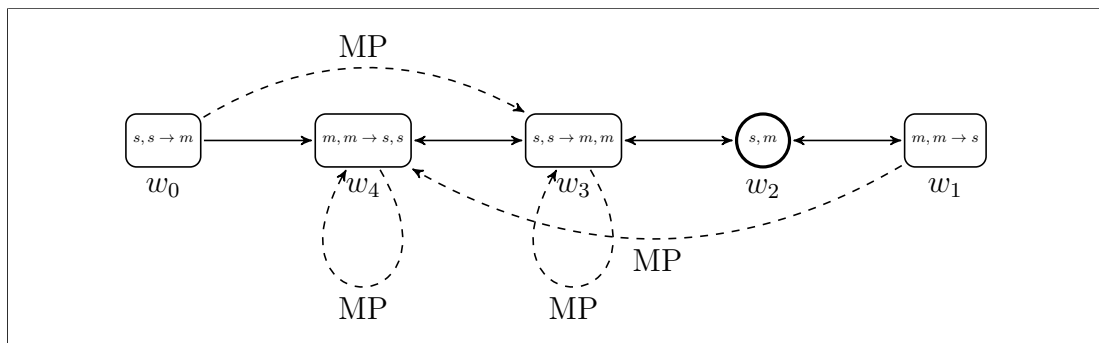 MP
s, s → m
m, m → s, s
s, s → m, m
s, m
m, m → s
w₀
w₄
w₃
w₂
w₁
MP
MP
MP